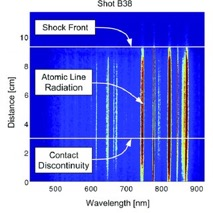 Shot B38
Shock Front
Atomic Line
Radiation
Contact
Discontinuity
Distance [cm]
10
8
6
4
2
0
500 600 700 800 900
Wavelength [nm]